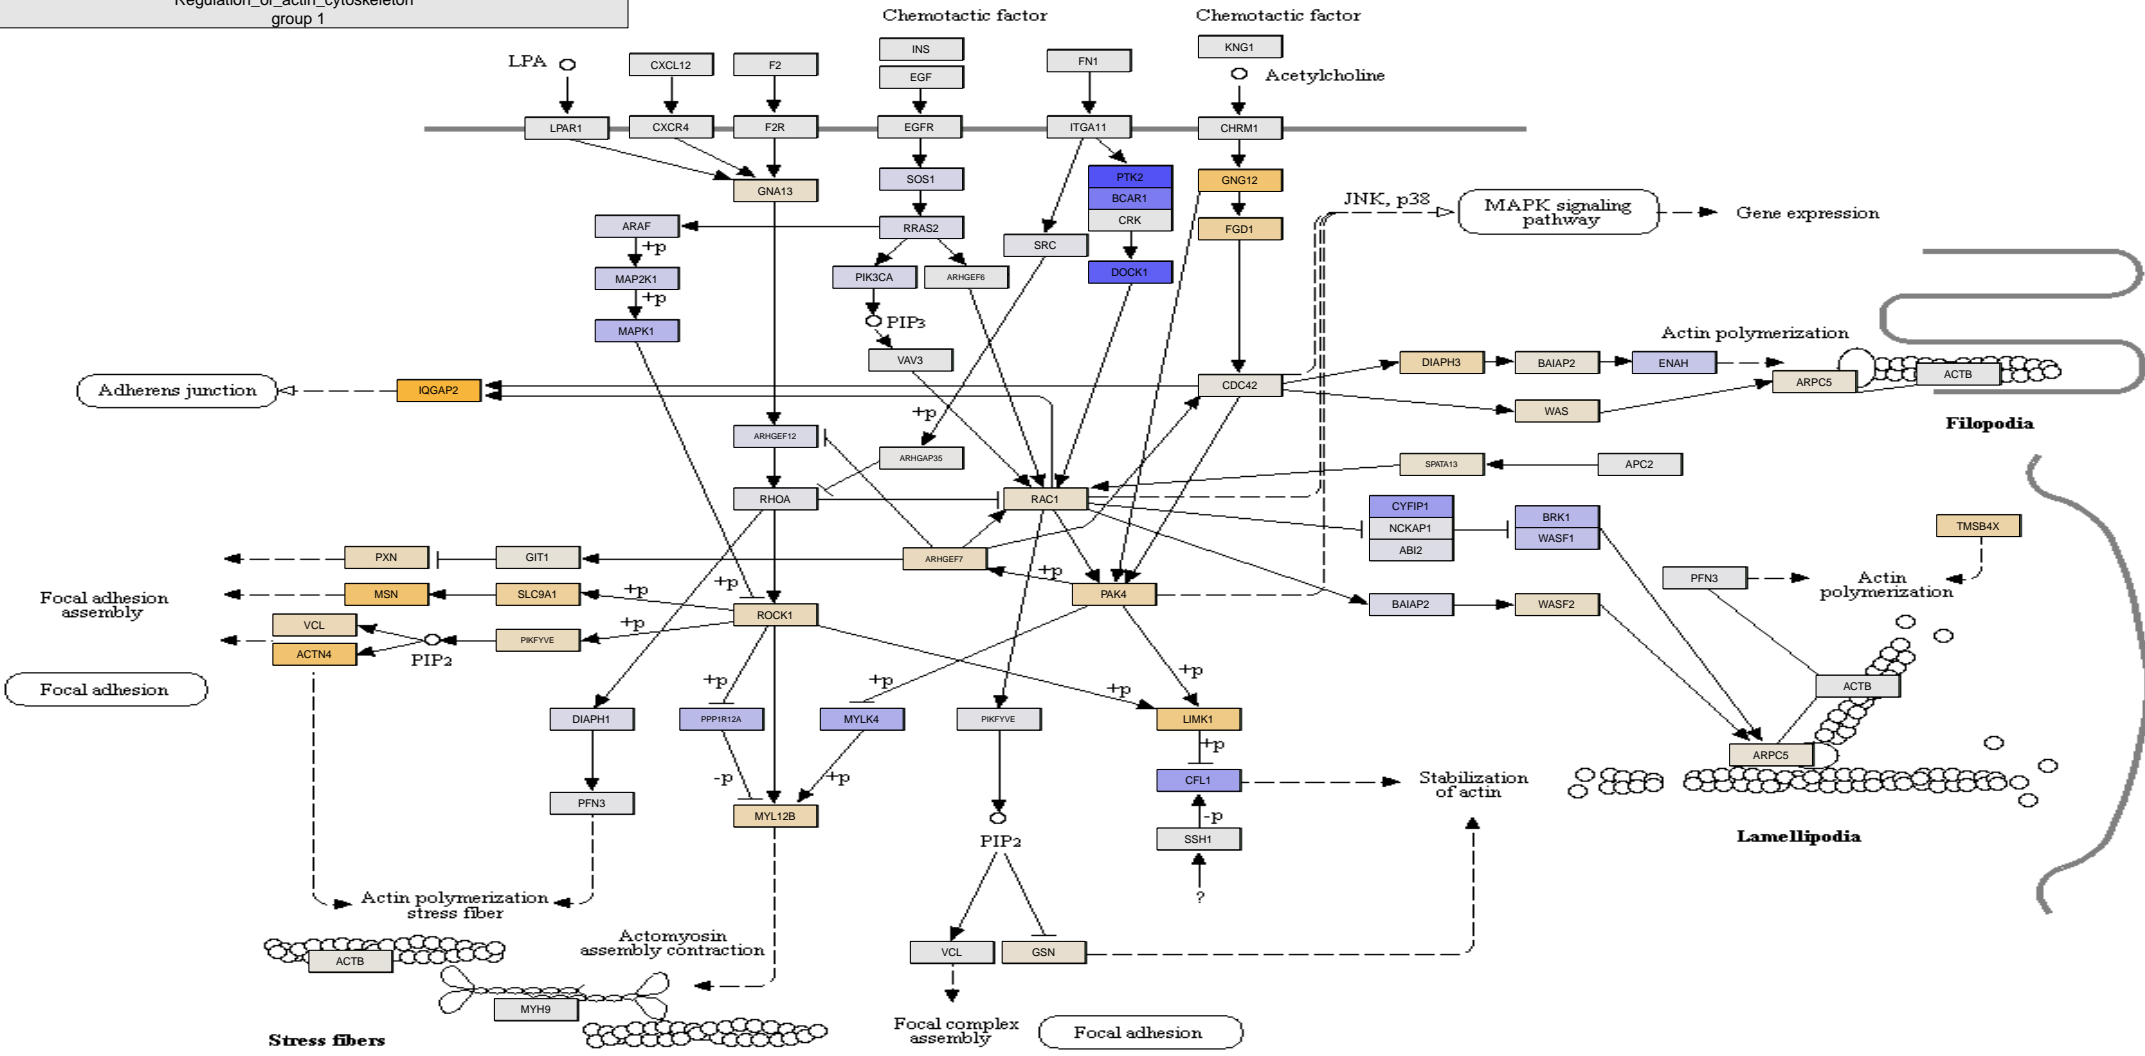 Regulation_of_actin_cytoskeleton
group 1
Chemotactic factor
Chemotactic factor
INS
KNG1
LPA
CXCL12
F2
EGF
FN1
Acetylcholine
LPAR1
CXCR4
F2R
EGFR
ITGA11
CHRM1
GNA13
SOS1
PTK2
GNG12
BCAR1
JNK, p38
MAPK signaling
pathway
Gene expression
ARAF
RRAS2
CRK
FGD1
+p
SRC
MAP2K1
PIK3CA
ARHGEF6
DOCK1
+p
MAPK1
PIP3
Actin polymerization
VAV3
DIAPH3
BAIAP2
ENAH
ACTB
Adherens junction
IQGAP2
CDC42
ARPC5
+p
WAS
Filopodia
ARHGEF12
ARHGAP35
SPATA13
APC2
RHOA
RAC1
CYFIP1
BRK1
TMSB4X
NCKAP1
WASF1
ABI2
PXN
GIT1
ARHGEF7
+p
PFN3
Actin
polymerization
Focal adhesion
assembly
MSN
SLC9A1
+p
+p
PAK4
BAIAP2
WASF2
VCL
PIKFYVE
+p
ROCK1
ACTN4
PIP2
Focal adhesion
+p
+p
+p
+p
ACTB
DIAPH1
PPP1R12A
MYLK4
PIKFYVE
LIMK1
+p
ARPC5
-p
+p
CFL1
Stabilization
of actin
PFN3
MYL12B
-p
PIP2
SSH1
Lamellipodia
?
Actin polymerization
stress fiber
Actomyosin
assembly contraction
VCL
GSN
ACTB
MYH9
Focal complex
assembly
Focal adhesion
Stress fibers